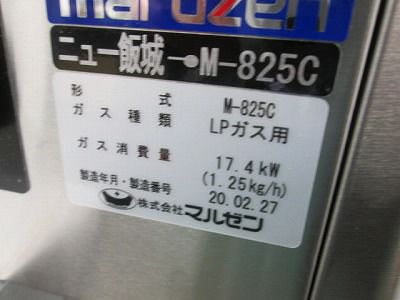 maruzen
ニュー飯城 M-825C
形式 M-825C
ガス種類 LPガス用
ガス消費量 17.4kW
(1.25kg/h)
製造年月・製造番号 20.02.27
株式会社マルゼン